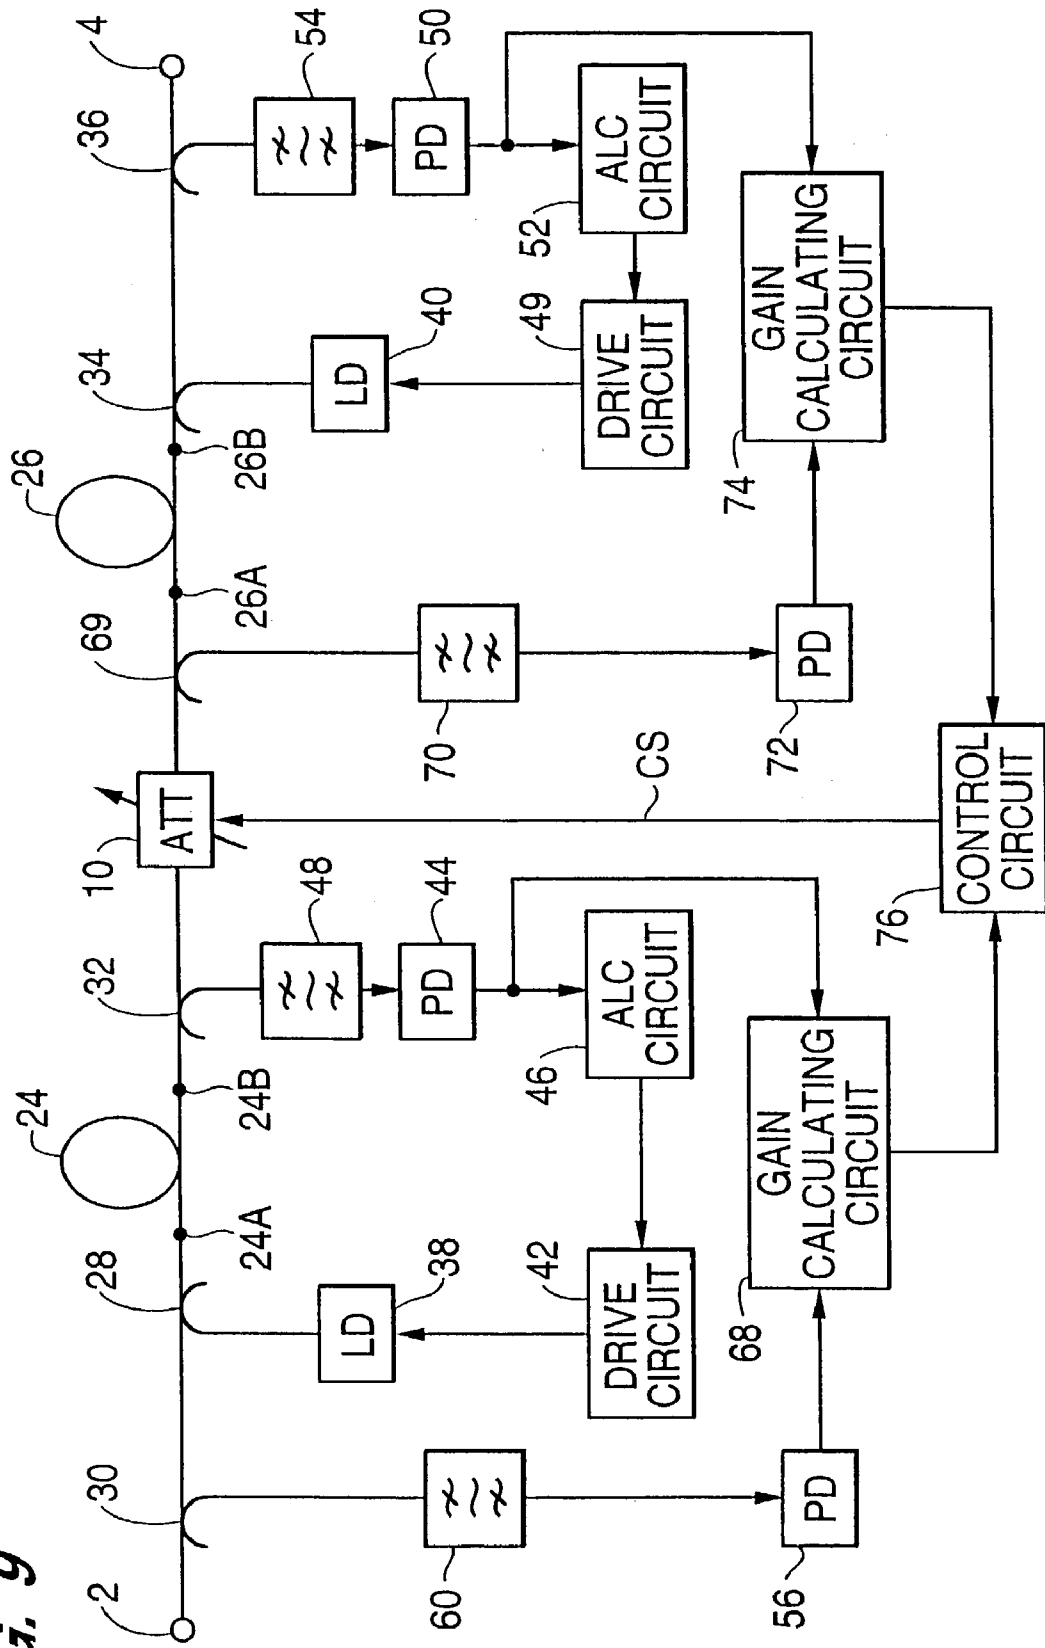 9
2
30
28
24A
24
24B
32
10
ATT
69
26A
26
26B
34
36
4
60
LD
38
48
PD
44
CS
70
LD
40
54
PD
50
56
PD
DRIVE
CIRCUIT
42
46
ALC
CIRCUIT
72
PD
DRIVE
CIRCUIT
49
52
ALC
CIRCUIT
68
GAIN
CALCULATING
CIRCUIT
74
GAIN
CALCULATING
CIRCUIT
76
CONTROL
CIRCUIT